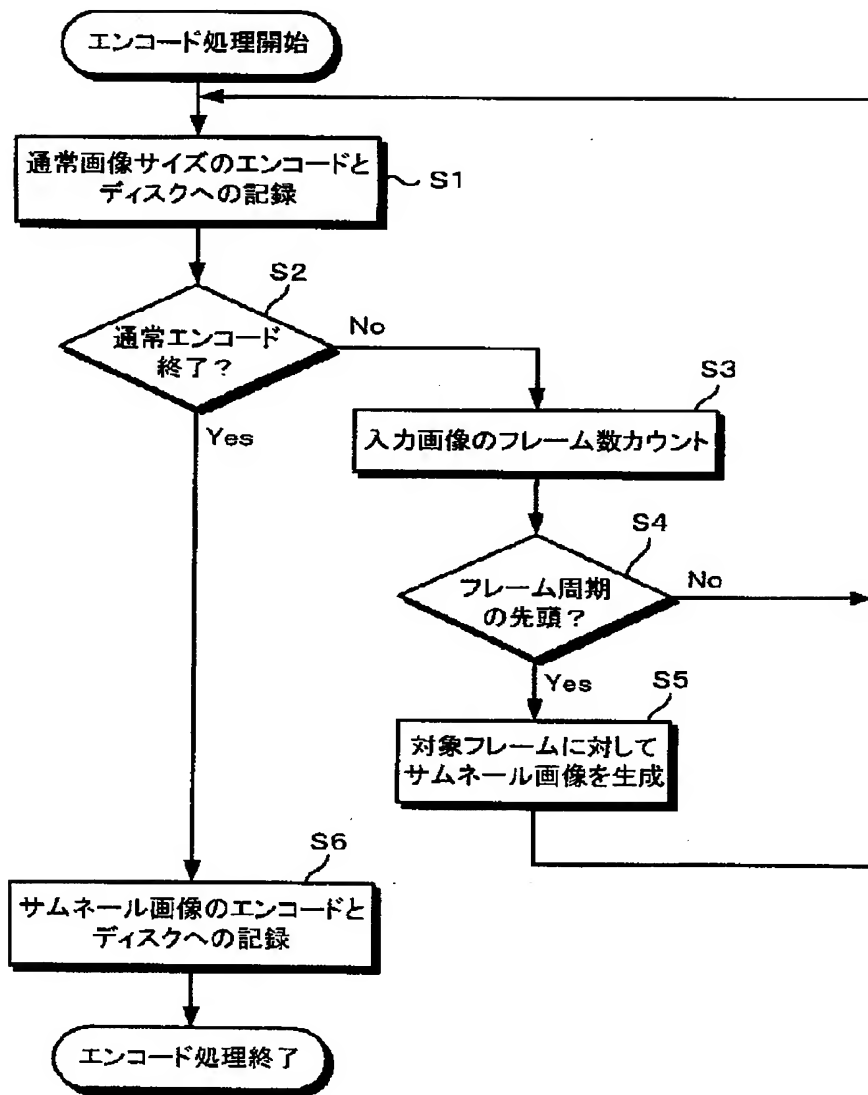 エンコード処理開始
通常画像サイズのエンコードと
ディスクへの記録
S1
S2
通常エンコード
終了?
No
Yes
S3
入力画像のフレーム数カウント
S4
フレーム周期
の先頭?
No
Yes
S5
対象フレームに対して
サムネール画像を生成
S6
サムネール画像のエンコードと
ディスクへの記録
エンコード処理終了